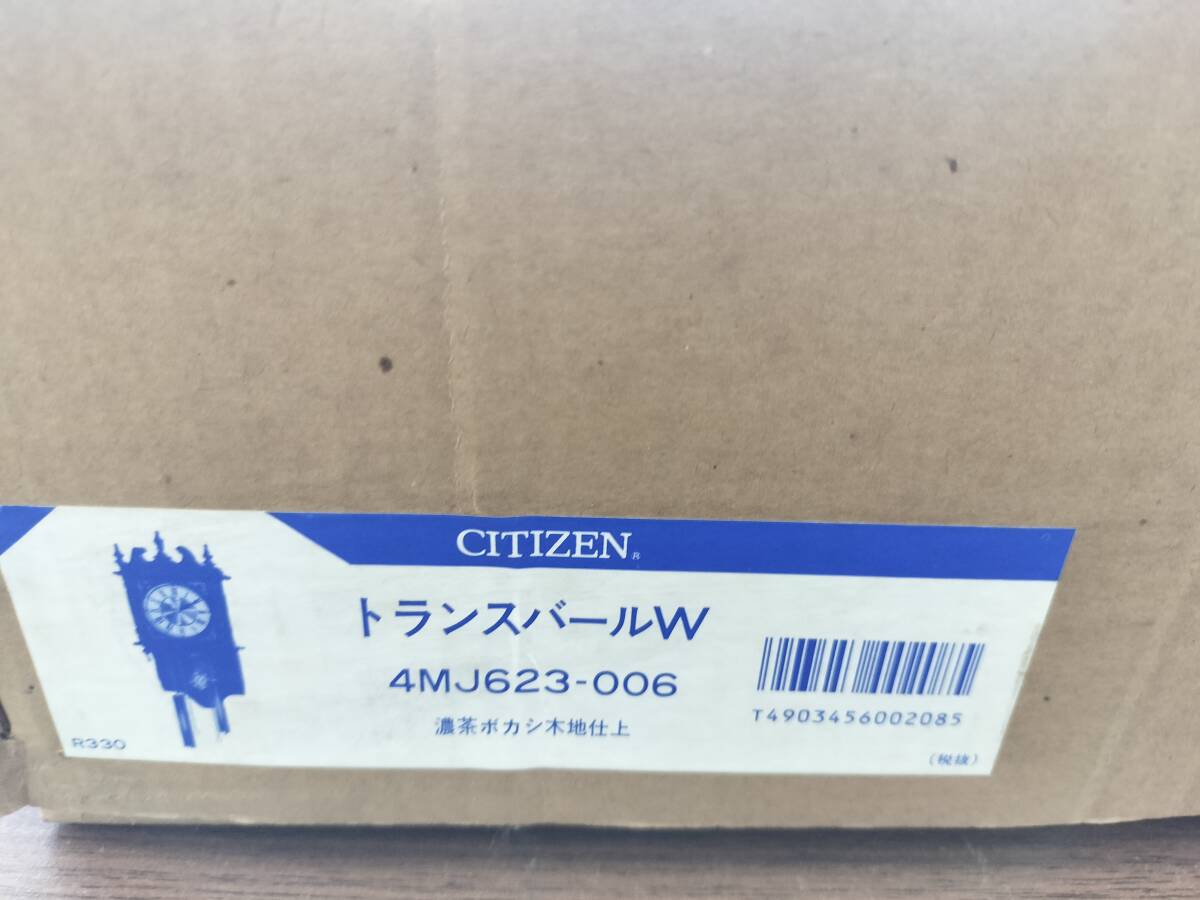 CITIZEN®
トランスバールW
4MJ623-006
濃茶ボカシ木地仕上
T4903456002085
R330
(税抜)